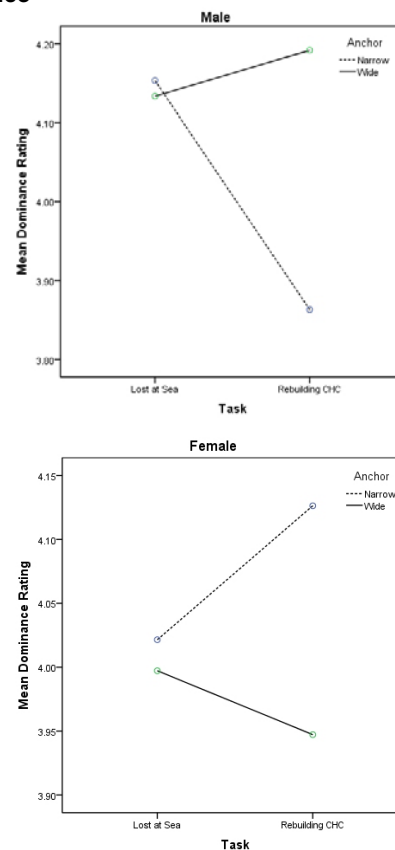 Male
4.20
4.10
4.00
3.90
3.80
Mean Dominance Rating
Anchor
Narrow
Wide
Lost at Sea
Rebuilding CHC
Task
Female
4.15
4.10
4.05
4.00
3.95
3.90
Mean Dominance Rating
Anchor
Narrow
Wide
Lost at Sea
Rebuilding CHC
Task